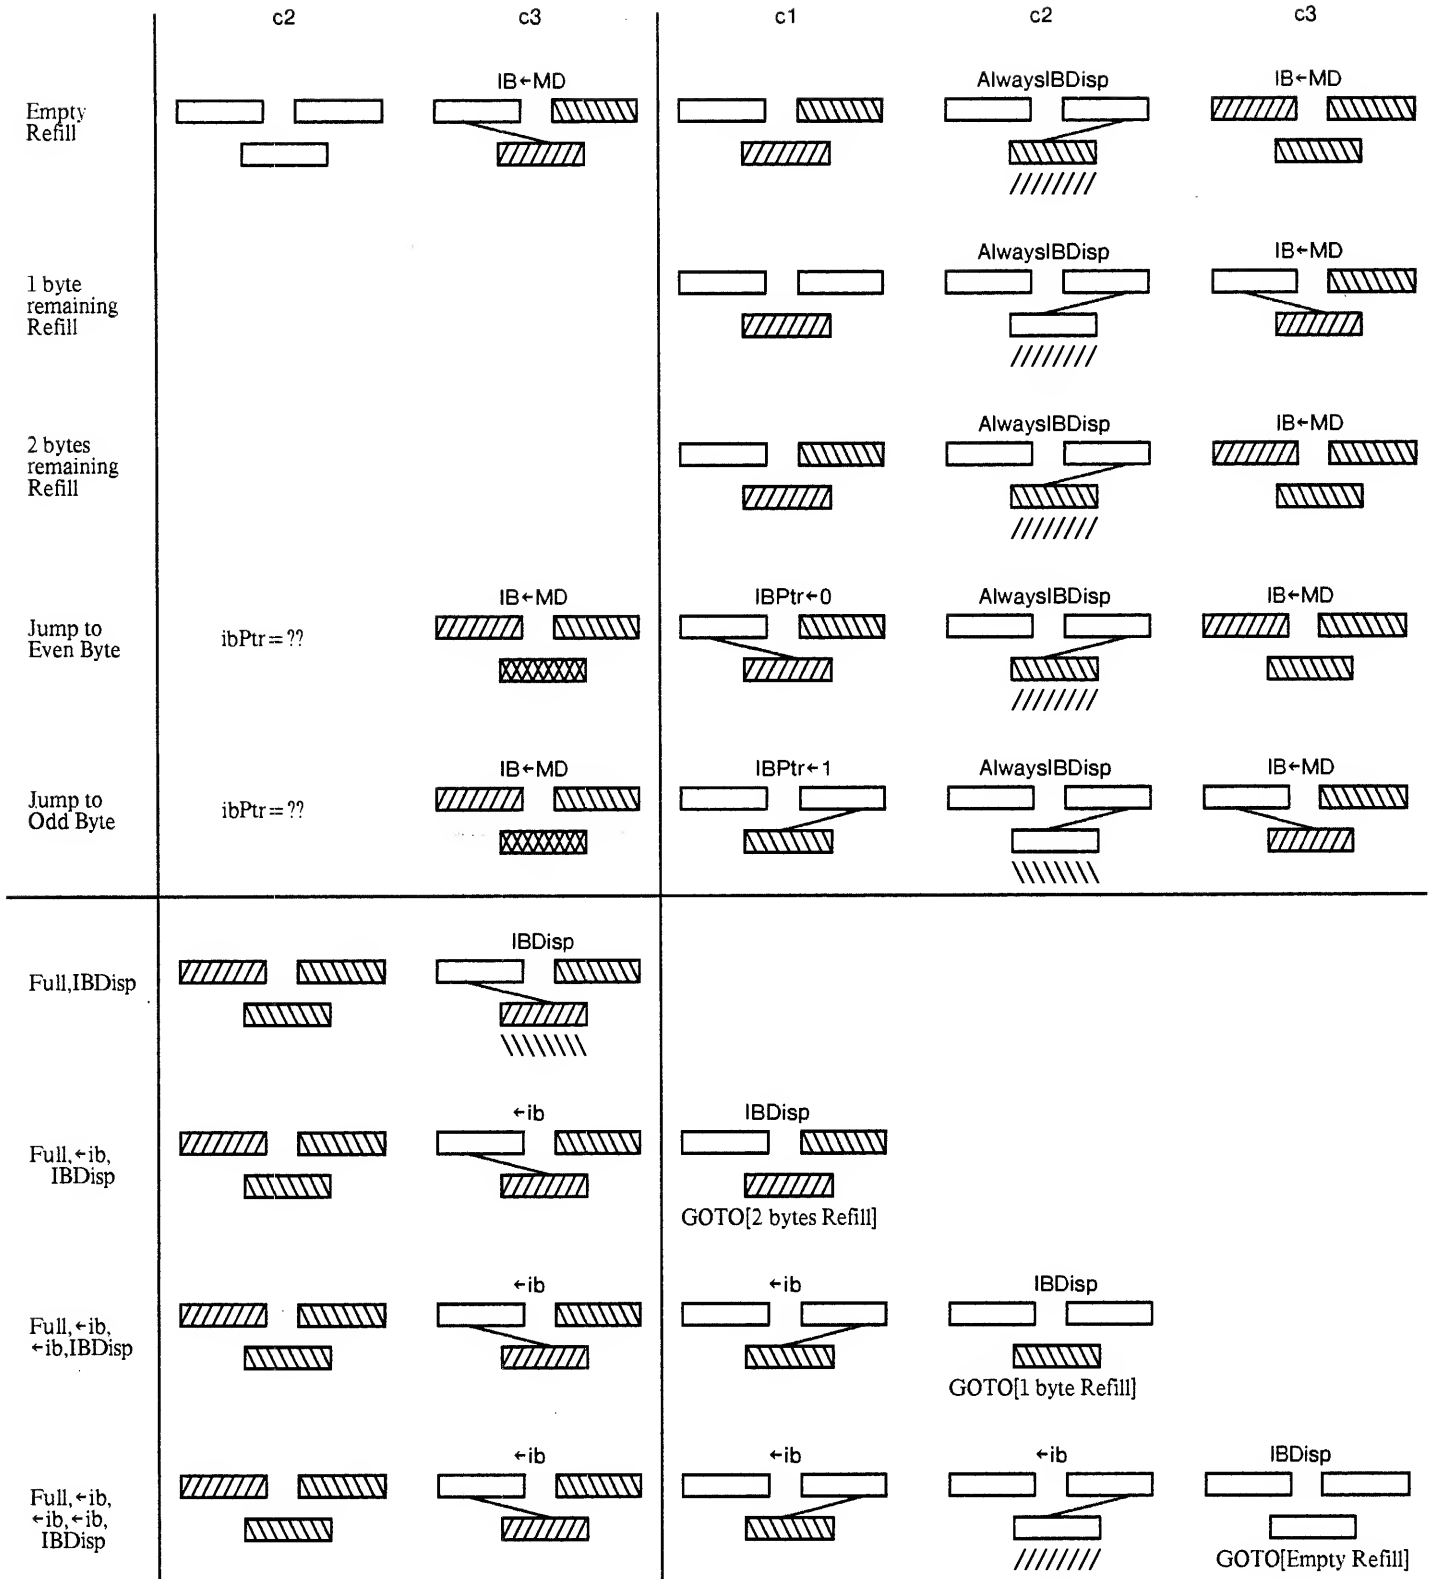 c2 c3 c1 c2 c3
IB←MD AlwaysIBDisp IB←MD
Empty
Refill
AlwaysIBDisp IB←MD
1 byte
remaining
Refill
AlwaysIBDisp IB←MD
2 bytes
remaining
Refill
IB←MD IBPtr←0 AlwaysIBDisp IB←MD
Jump to
Even Byte
ibPtr = ??
IB←MD IBPtr←1 AlwaysIBDisp IB←MD
Jump to
Odd Byte
ibPtr = ??
IBDisp
Full,IBDisp
←ib IBDisp
Full,←ib,
IBDisp
GOTO[2 bytes Refill]
←ib ←ib IBDisp
Full,←ib,
←ib,IBDisp
GOTO[1 byte Refill]
←ib ←ib ←ib IBDisp
Full,←ib,
←ib,←ib,
IBDisp
GOTO[Empty Refill]